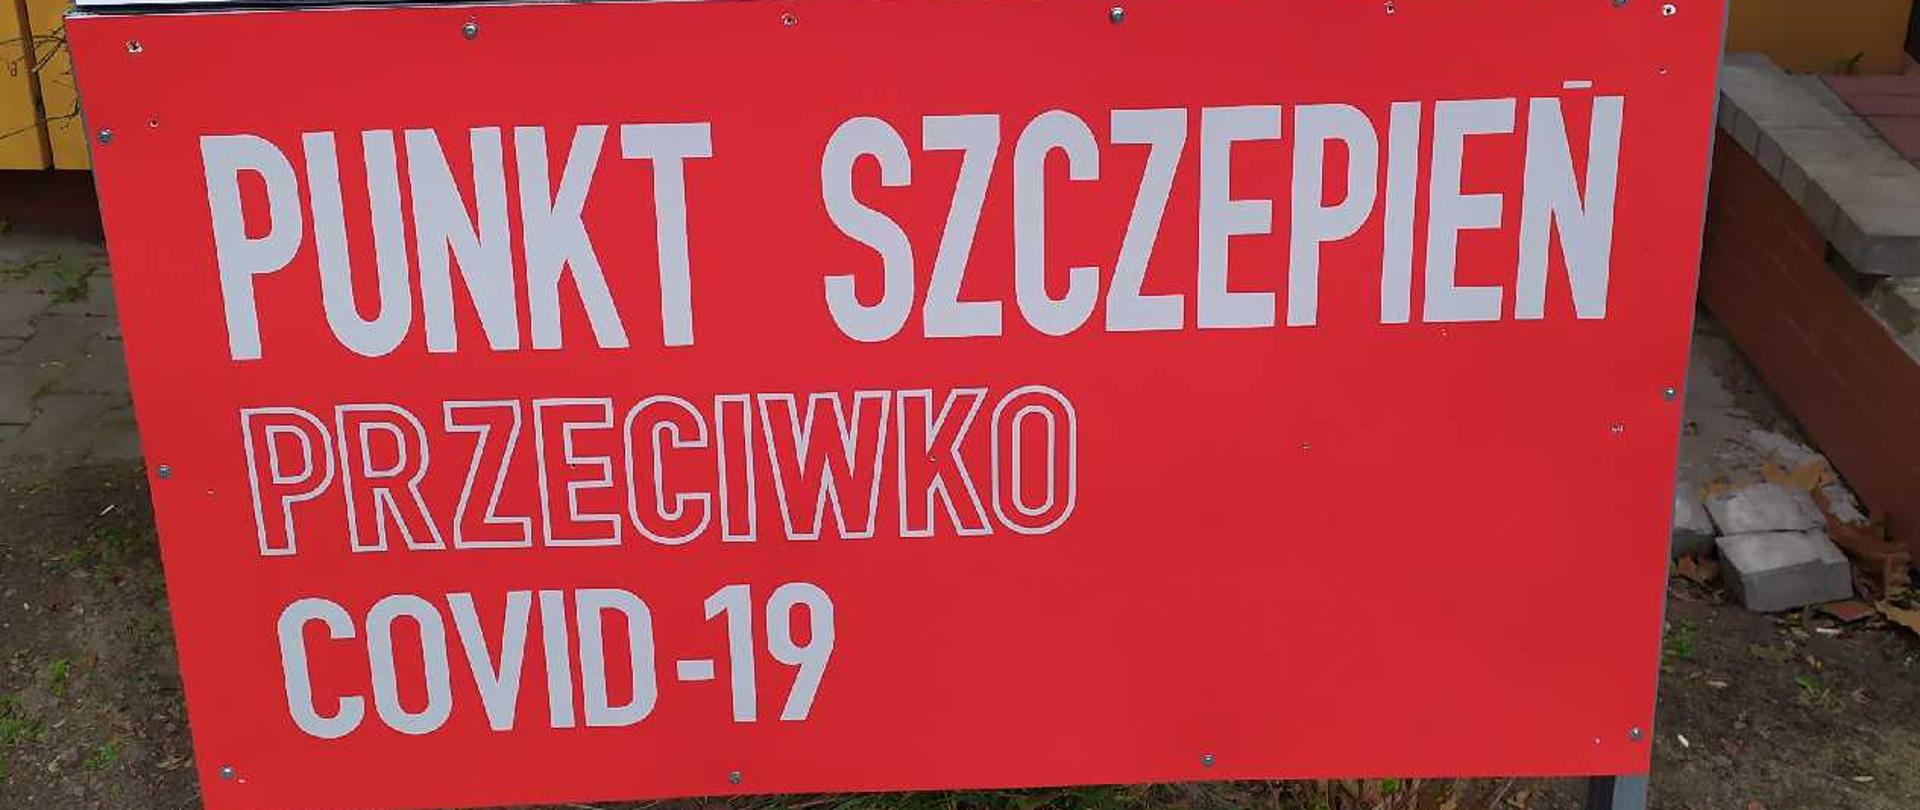 PUNKT SZCZEPIEŃ
PRZECIWKO
COVID-19